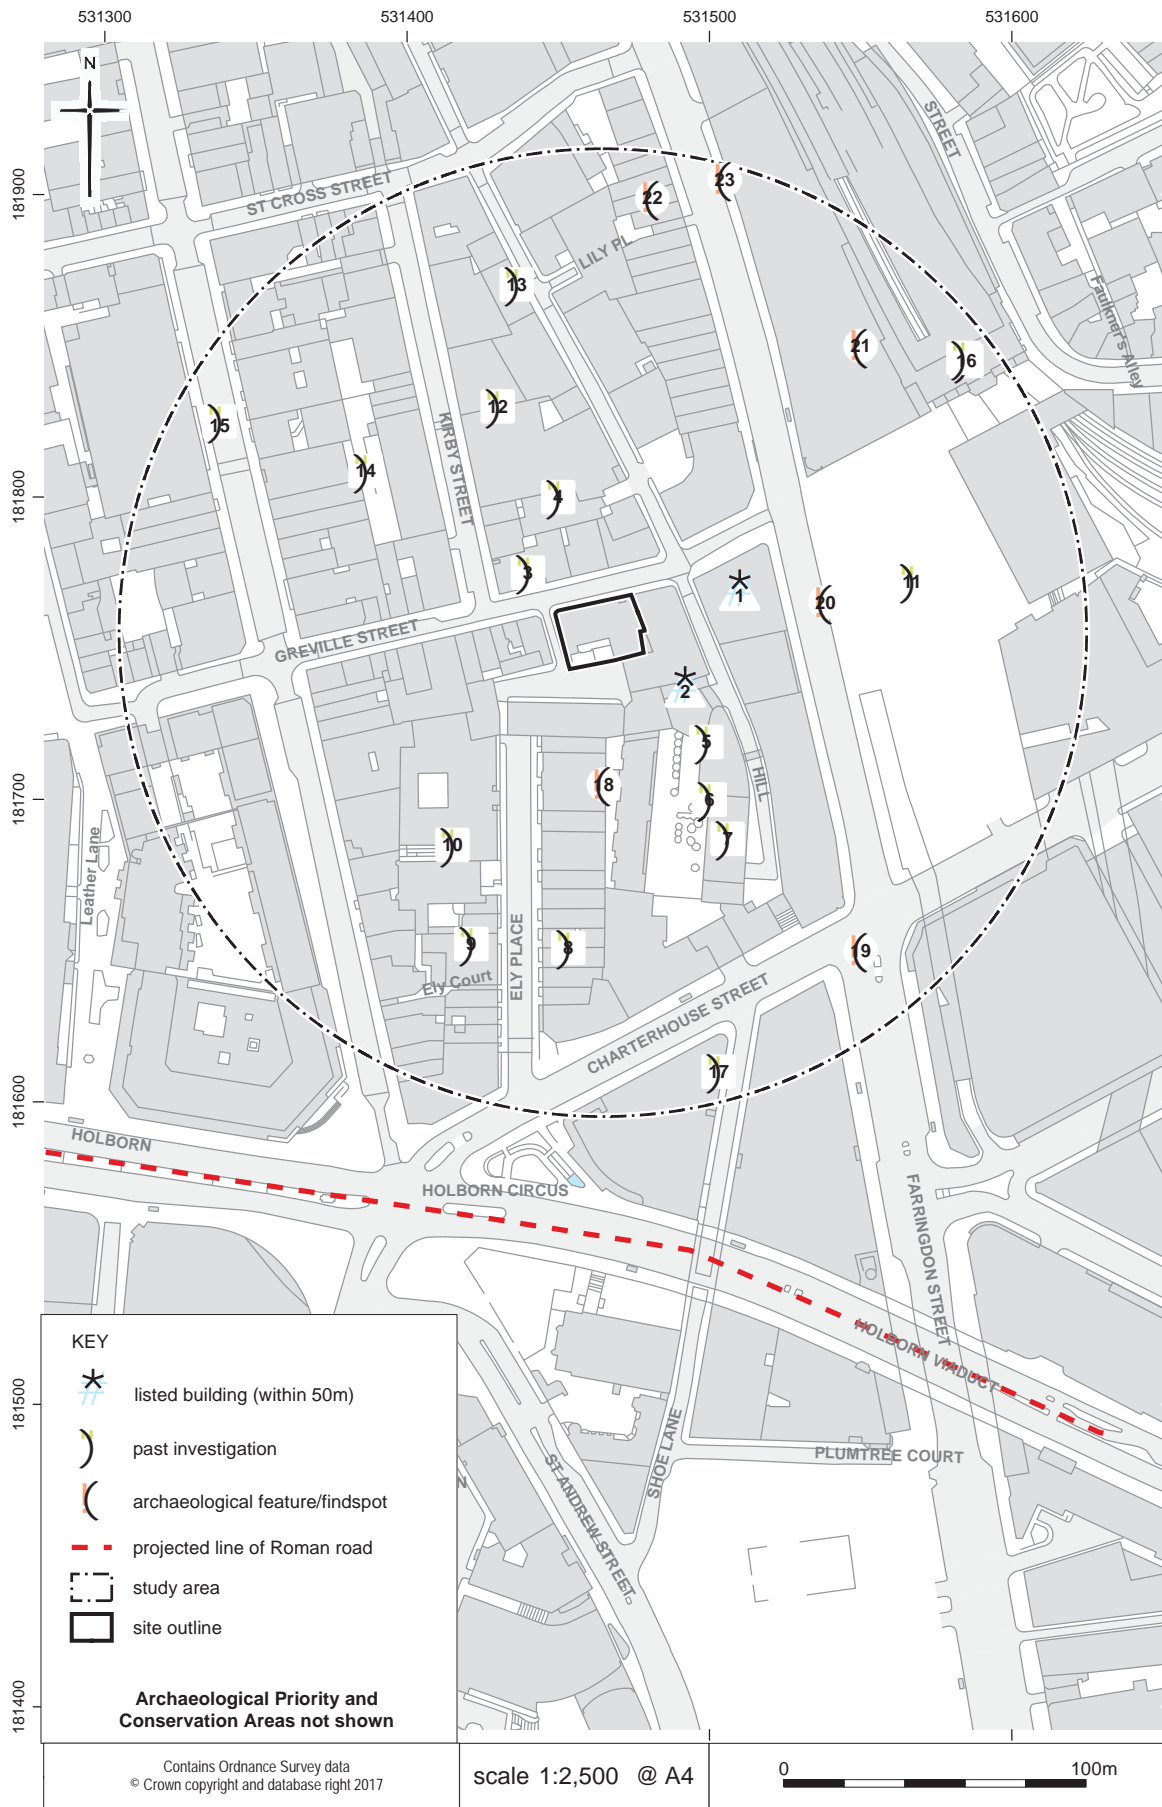 531300
531400
531500
531600
N
181900
181800
181700
181600
181500
181400
ST CROSS STREET
LILY PL
STREET
Faulkner's Alley
22
23
13
21
16
12
15
14
KIRBY STREET
4
3
1
20
11
GREVILLE STREET
2
5
HILL
18
6
7
10
Leather Lane
9
8
ELY PLACE
Ely Court
19
CHARTERHOUSE STREET
17
HOLBORN
HOLBORN CIRCUS
FARRINGDON STREET
HOLBORN VIADUCT
SHOE LANE
PLUMTREE COURT
ST ANDREW STREET
N
KEY
listed building (within 50m)
past investigation
archaeological feature/findspot
projected line of Roman road
study area
site outline
Archaeological Priority and
Conservation Areas not shown
Contains Ordnance Survey data
© Crown copyright and database right 2017
scale 1:2,500 @ A4
0
100m